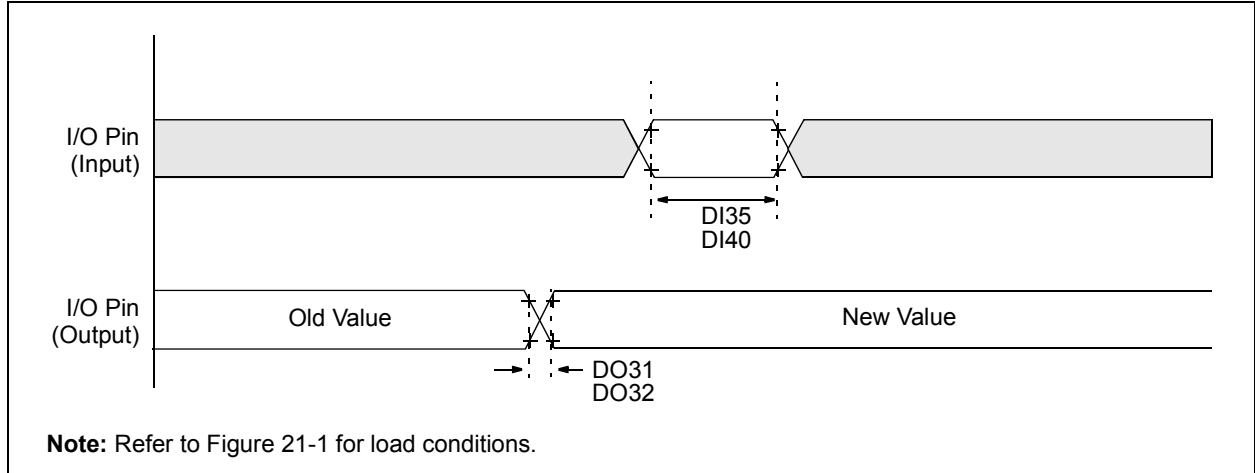 I/O Pin
(Input)
DI35
DI40
I/O Pin
(Output)
Old Value
New Value
DO31
DO32
Note: Refer to Figure 21-1 for load conditions.